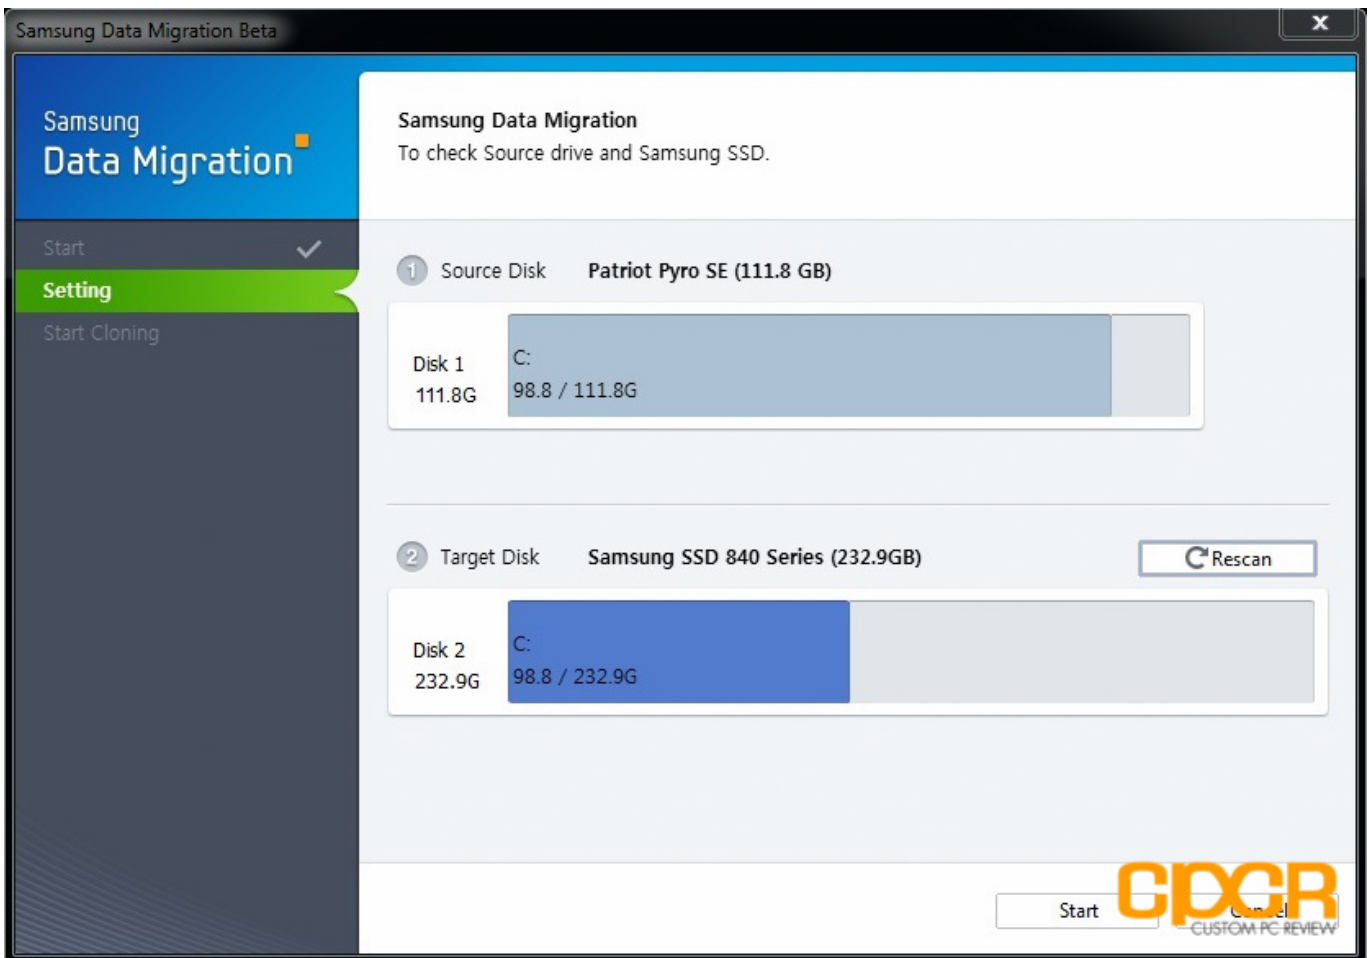 Samsung Data Migration Beta
x
Samsung
Data Migration
Start
Setting
Start Cloning
Samsung Data Migration
To check Source drive and Samsung SSD.
1 Source Disk Patriot Pyro SE (111.8 GB)
Disk 1
111.8G
C:
98.8 / 111.8G
2 Target Disk Samsung SSD 840 Series (232.9GB)
Rescan
Disk 2
232.9G
C:
98.8 / 232.9G
Start
Cancel
CPCR
CUSTOM PC REVIEW